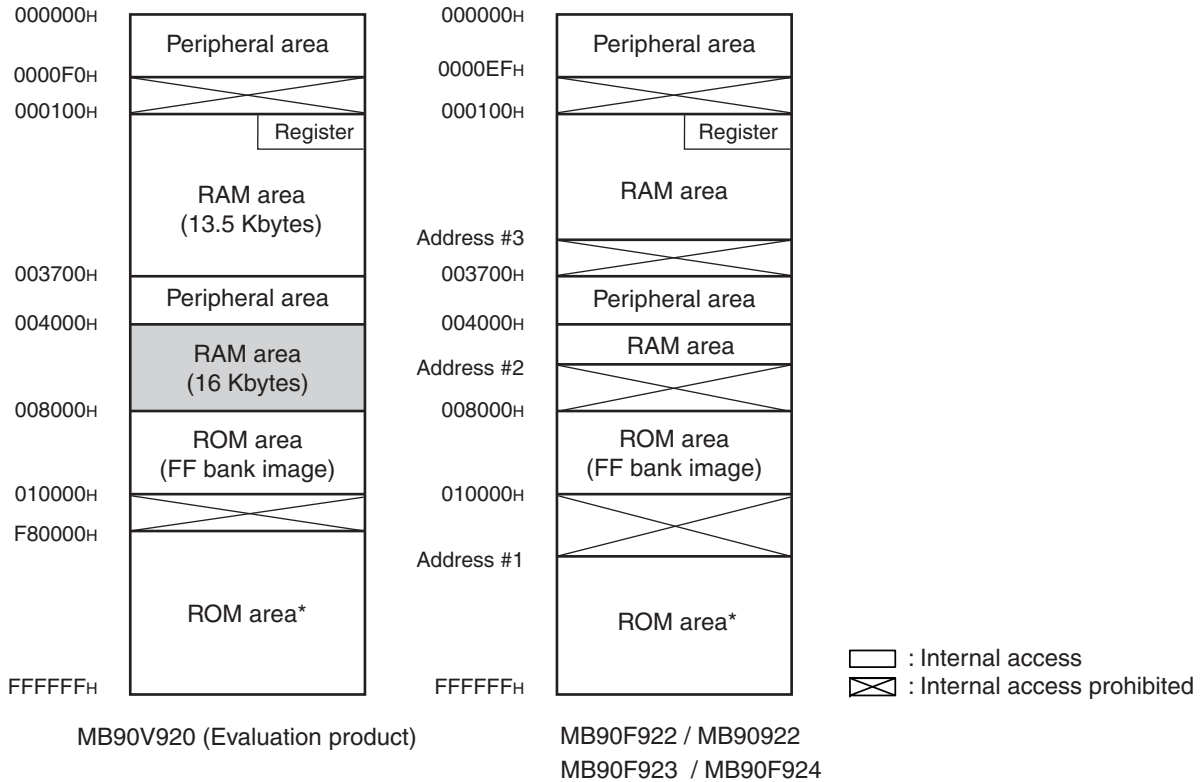 000000H
Peripheral area
0000F0H
000100H
Register
RAM area
(13.5 Kbytes)
003700H
Peripheral area
004000H
RAM area
(16 Kbytes)
008000H
ROM area
(FF bank image)
010000H
F80000H
ROM area*
FFFFFFH
MB90V920 (Evaluation product)
000000H
Peripheral area
0000EFH
000100H
Register
RAM area
Address #3
003700H
Peripheral area
004000H
RAM area
Address #2
008000H
ROM area
(FF bank image)
010000H
Address #1
ROM area*
FFFFFFH
MB90F922 / MB90922
MB90F923 / MB90F924
: Internal access
: Internal access prohibited